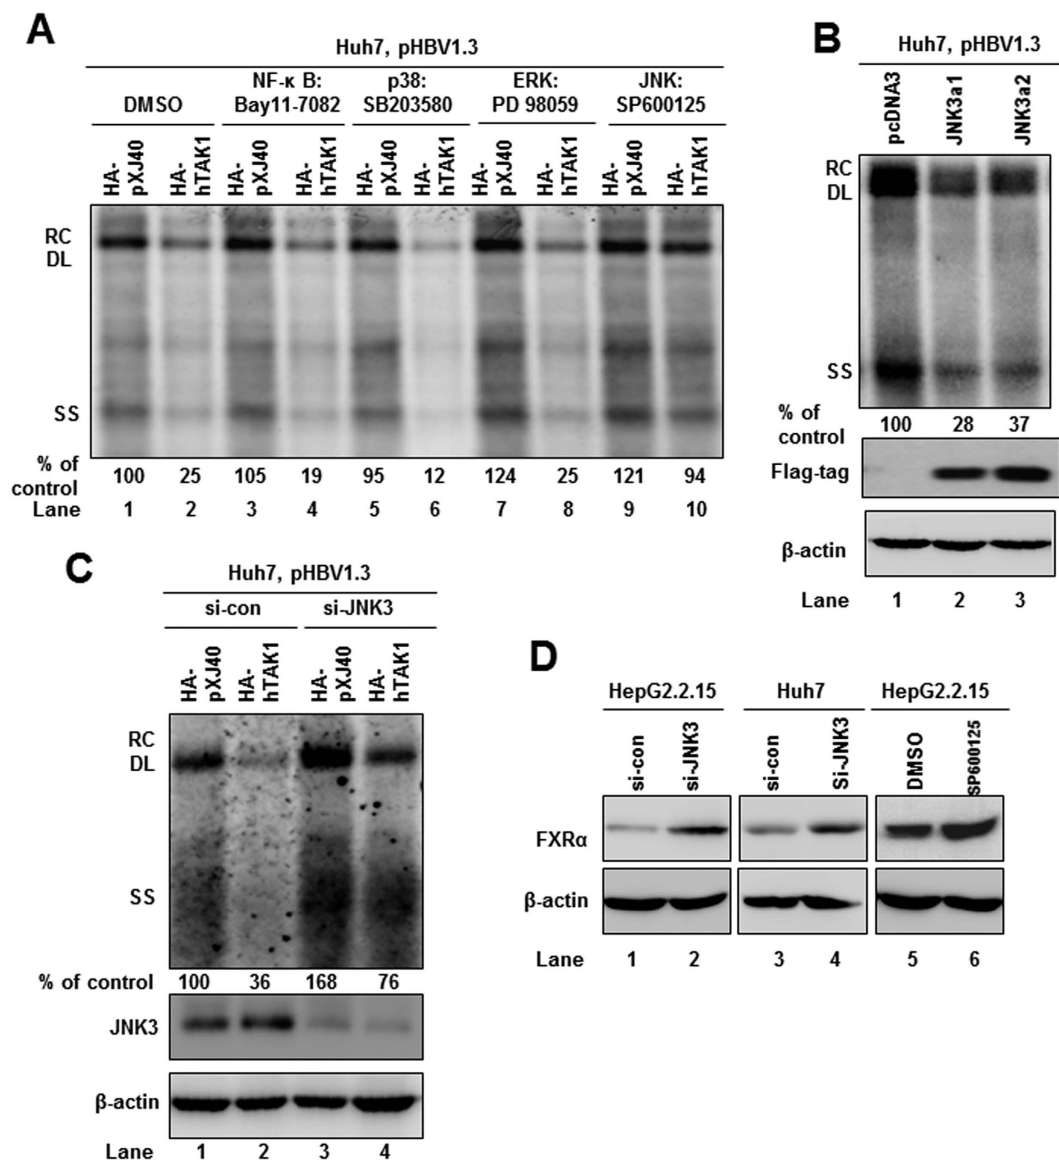 A
Huh7, pHBV1.3
DMSO
NF-κ B:
Bay11-7082
p38:
SB203580
ERK:
PD 98059
JNK:
SP600125
HA-
pXJ40
HA-
hTAK1
HA-
pXJ40
HA-
hTAK1
HA-
pXJ40
HA-
hTAK1
HA-
pXJ40
HA-
hTAK1
HA-
pXJ40
HA-
hTAK1
RC
DL
SS
% of
control
100 25 105 19 95 12 124 25 121 94
Lane 1 2 3 4 5 6 7 8 9 10
B
Huh7, pHBV1.3
pcDNA3
JNK3a1
JNK3a2
RC
DL
SS
% of
control
100 28 37
Flag-tag
β-actin
Lane 1 2 3
C
Huh7, pHBV1.3
si-con si-JNK3
HA-
pXJ40
HA-
hTAK1
HA-
pXJ40
HA-
hTAK1
RC
DL
SS
% of control 100 36 168 76
JNK3
β-actin
Lane 1 2 3 4
D
HepG2.2.15 Huh7 HepG2.2.15
si-con
si-JNK3
si-con
Si-JNK3
DMSO
SP600125
FXRα
β-actin
Lane 1 2 3 4 5 6